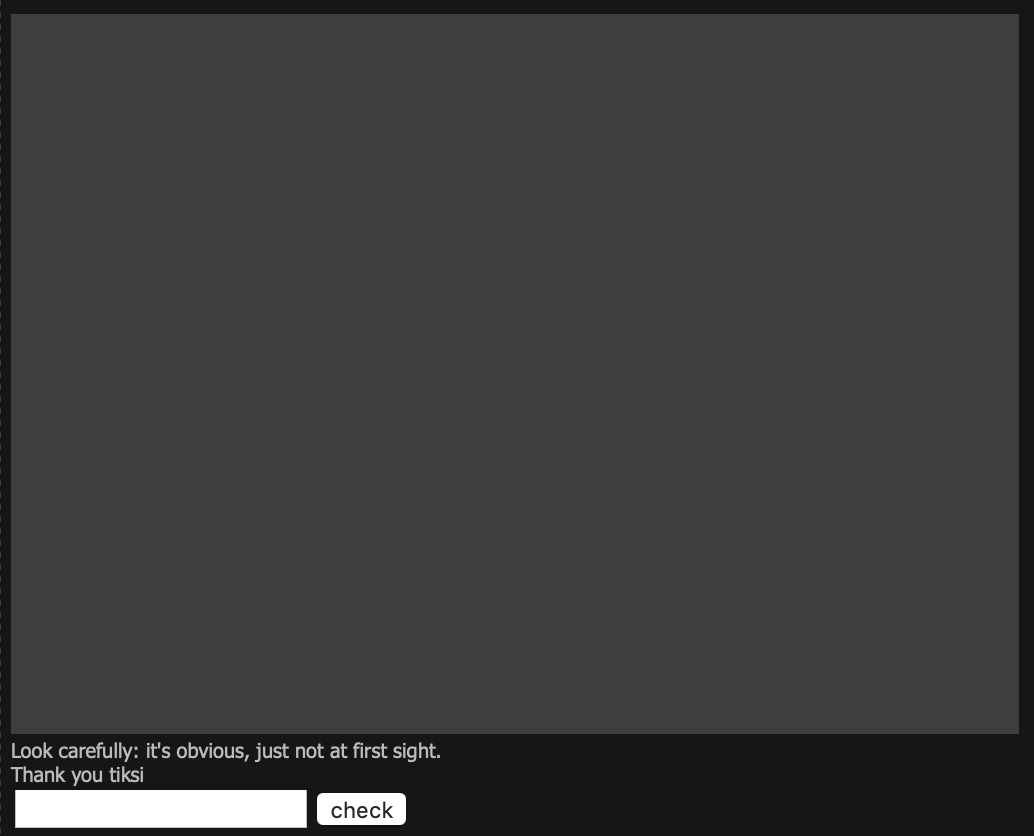 Look carefully: it's obvious, just not at first sight.
Thank you tiksi
check